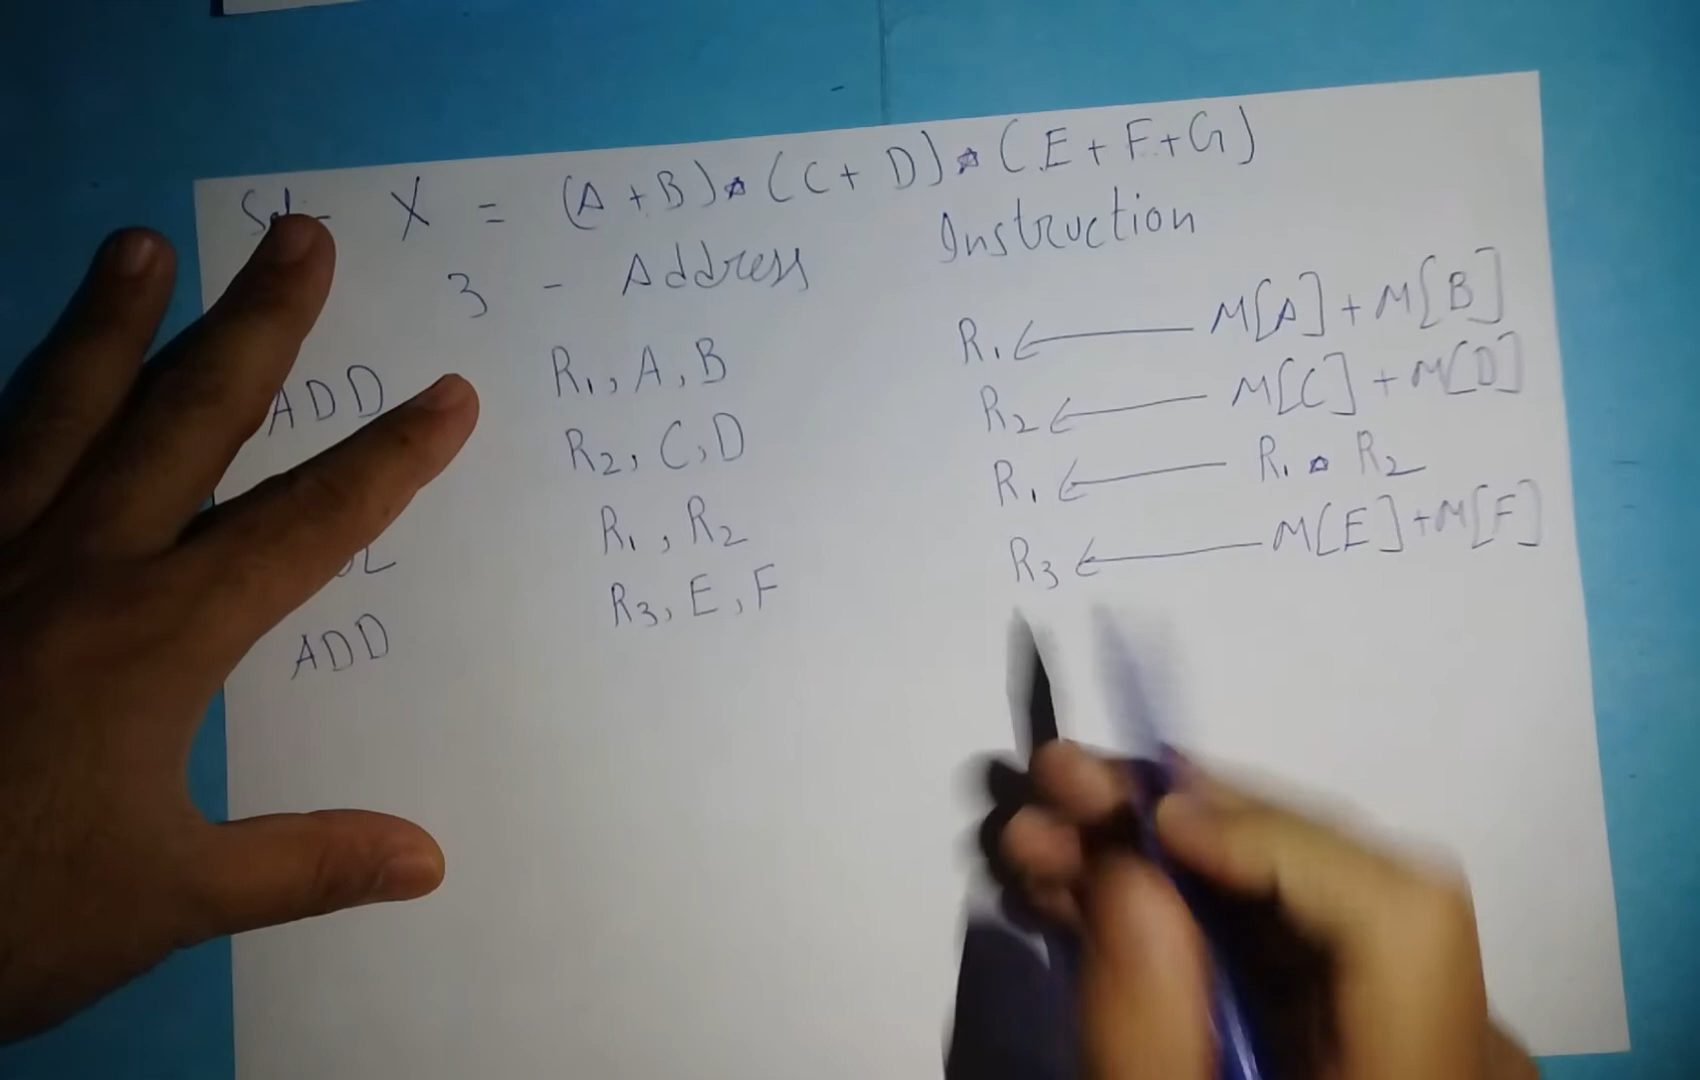 X = (A + B) * (C + D) * (E + F + G)
3 - Address Instruction
ADD R1, A, B R1 ← M[A] + M[B]
R2, C, D R2 ← M[C] + M[D]
R1, R2 R1 ← R1 * R2
ADD R3, E, F R3 ← M[E] + M[F]